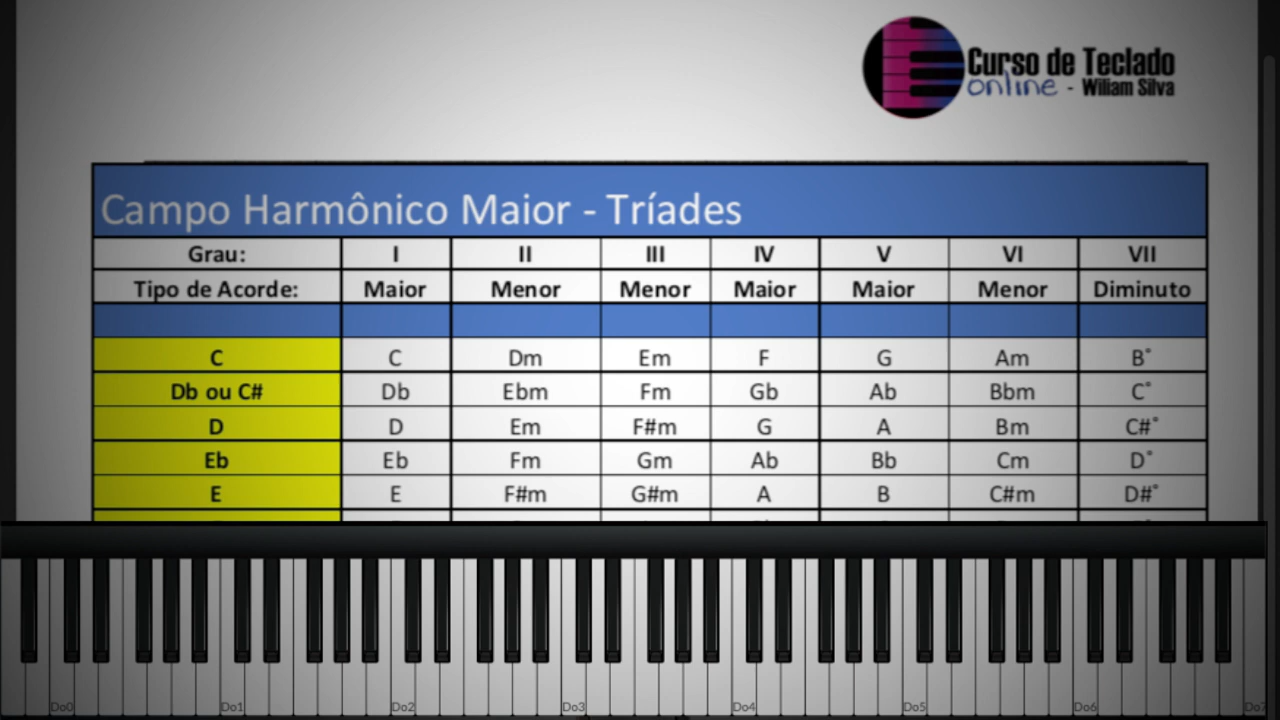 Curso de Teclado
online - Wiliam Silva
Campo Harmônico Maior - Tríades
Grau: I II III IV V VI VII
Tipo de Acorde: Maior Menor Menor Maior Maior Menor Diminuto
C C Dm Em F G Am B°
Db ou C# Db Ebm Fm Gb Ab Bbm C°
D D Em F#m G A Bm C#°
Eb Eb Fm Gm Ab Bb Cm D°
E E F#m G#m A B C#m D#°
Do0 Do1 Do2 Do3 Do4 Do5 Do6 Do7